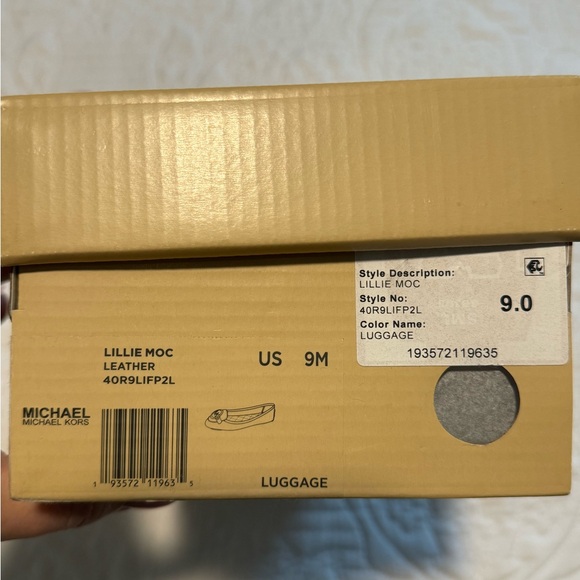 Style Description:
LILLIE MOC
Style No:
40R9LIFP2L
Color Name:
LUGGAGE
9.0
193572119635
LILLIE MOC
LEATHER
40R9LIFP2L
US 9M
MICHAEL
MICHAEL KORS
1 93572 11963 5
LUGGAGE